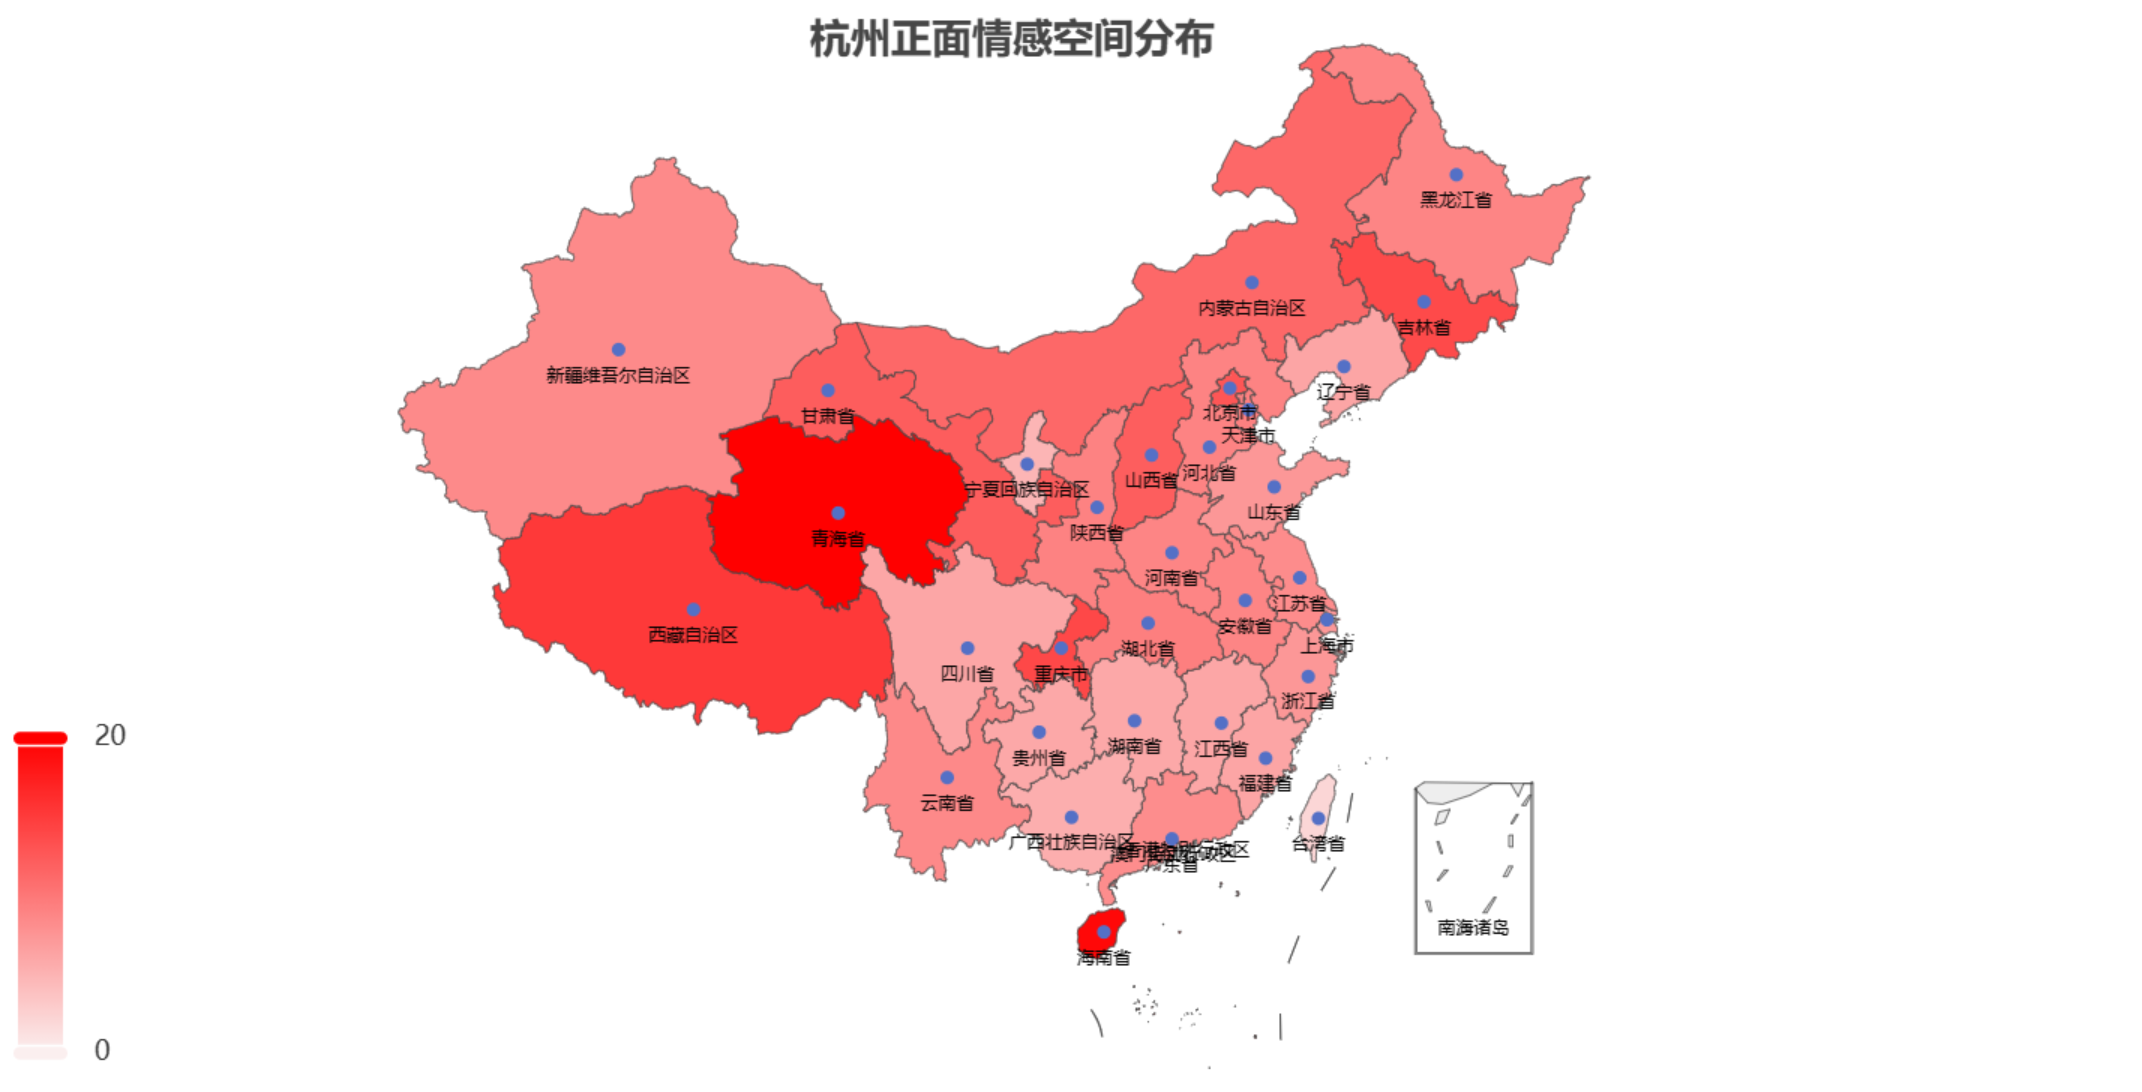 杭州正面情感空间分布
黑龙江省
内蒙古自治区
吉林省
新疆维吾尔自治区
辽宁省
甘肃省
北京市
天津市
河北省
山西省
宁夏回族自治区
山东省
陕西省
青海省
河南省
江苏省
安徽省
西藏自治区
上海市
湖北省
四川省
重庆市
浙江省
湖南省
江西省
贵州省
福建省
云南省
广西壮族自治区
台湾省
广东省
南海诸岛
海南省
20
0